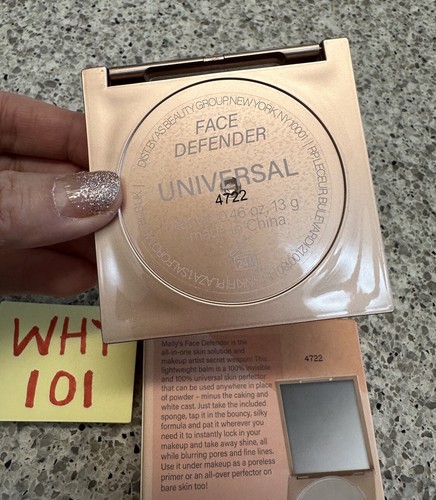 DIST. BY AS BEAUTY GROUP, NEW YORK, NY 10001 |
FACE
DEFENDER
UNIVERSAL
4722
0.46 oz, 13 g
China.
WHY
101
Mally's Face Defender is the
all-in-one skin solution and
makeup artist secret weapon! This
lightweight balm is a 100% invisible
and 100% universal skin perfector
that can be used anywhere in place
of powder – minus the caking and
white cast. Just take the included
sponge, tap it in the bouncy, silky
formula and pat it wherever you
need it to instantly lock in your
makeup and take away shine, all
while blurring pores and fine lines.
Use it under makeup as a poreless
primer or an all-over perfector on
bare skin too!
4722